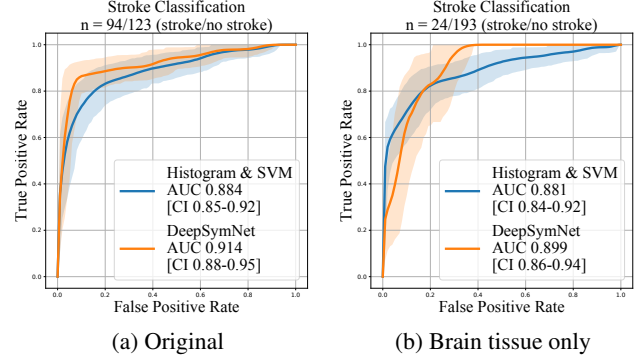 Stroke Classification
n = 94/123 (stroke/no stroke)
True Positive Rate
1.0
0.8
0.6
0.4
0.2
0.0
Histogram & SVM
AUC 0.884
[CI 0.85-0.92]
DeepSymNet
AUC 0.914
[CI 0.88-0.95]
0.0 0.2 0.4 0.6 0.8 1.0
False Positive Rate
(a) Original
Stroke Classification
n = 24/193 (stroke/no stroke)
True Positive Rate
1.0
0.8
0.6
0.4
0.2
0.0
Histogram & SVM
AUC 0.881
[CI 0.84-0.92]
DeepSymNet
AUC 0.899
[CI 0.86-0.94]
0.0 0.2 0.4 0.6 0.8 1.0
False Positive Rate
(b) Brain tissue only